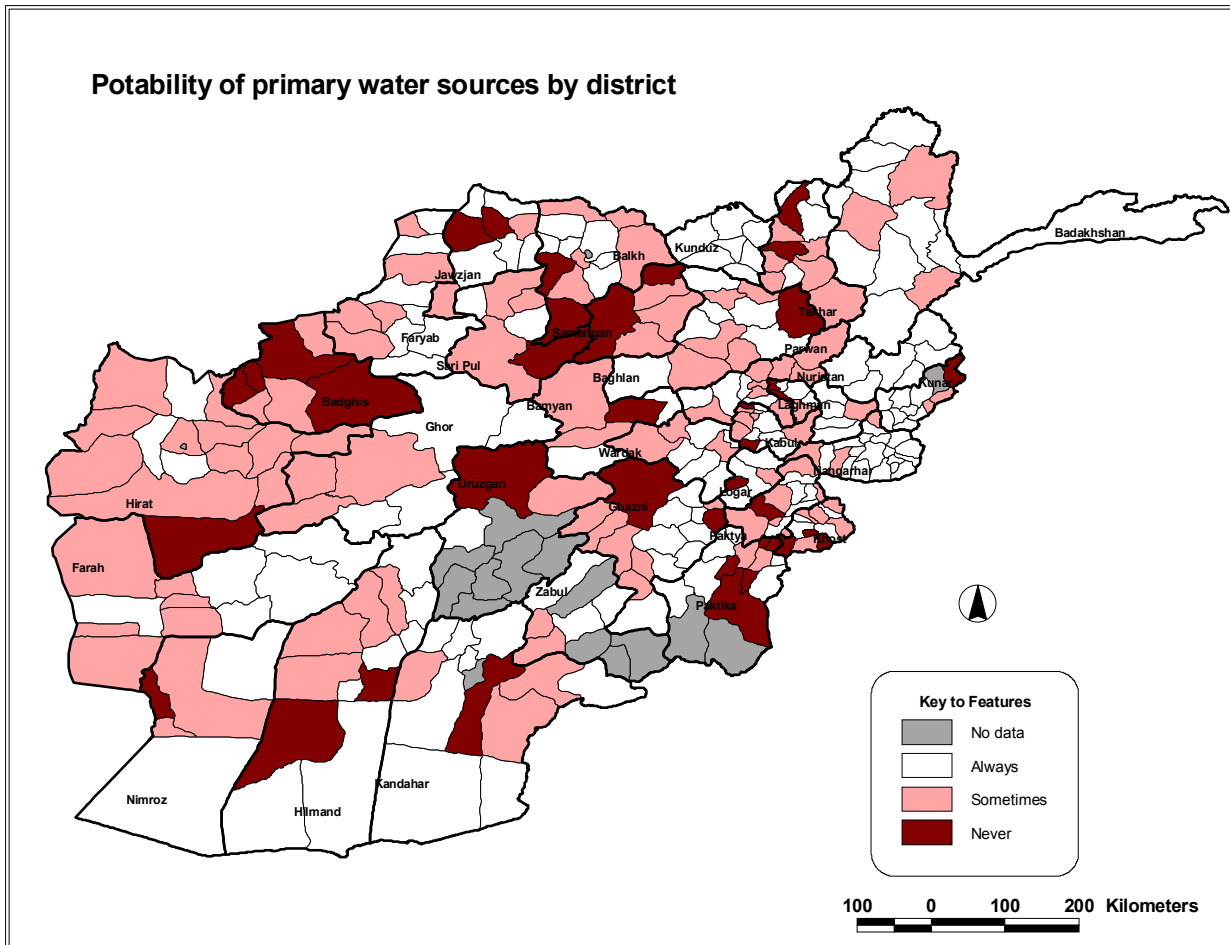 Potability of primary water sources by district
Badakhshan
Kunduz
Balkh
Jawzjan
Takhar
Samangan
Faryab
Parwan
Sari Pul
Nuristan
Baghlan
Kunar
Badghis
Bamyan
Laghman
Ghor
Kabul
Wardak
Nangarhar
Uruzgan
Logar
Hirat
Ghazni
Paktya
Khost
Farah
Zabul
Paktika
Kandahar
Nimroz
Hilmand
Key to Features
No data
Always
Sometimes
Never
100 0 100 200 Kilometers